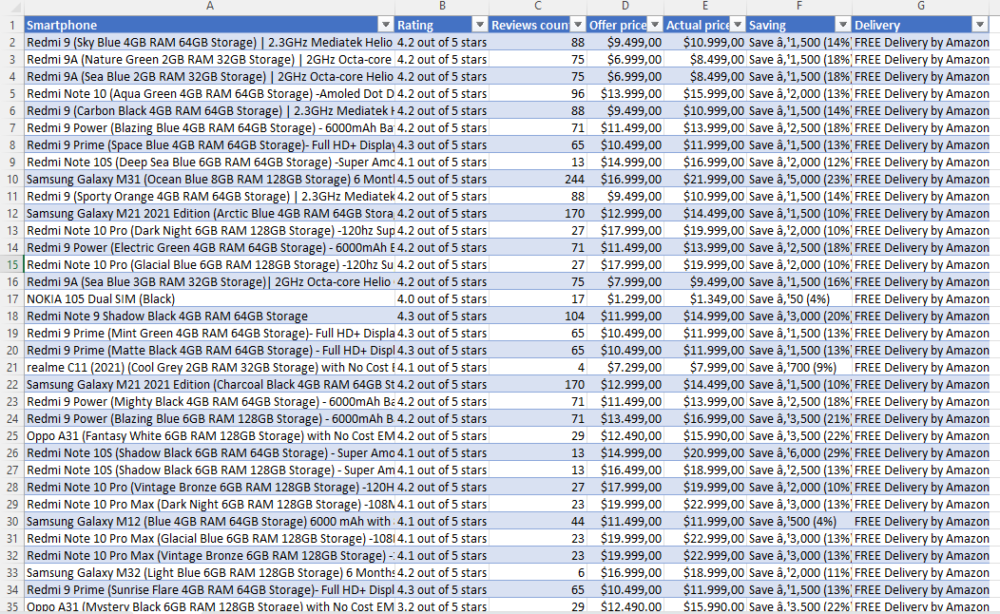 A B C D E F G
1 Smartphone Rating Reviews coun Offer price Actual price Saving Delivery
2 Redmi 9 (Sky Blue 4GB RAM 64GB Storage) | 2.3GHz Mediatek Helio 4.2 out of 5 stars 88 $9.499,00 $10.999,00 Save â‚¹1,500 (14% FREE Delivery by Amazon
3 Redmi 9A (Nature Green 2GB RAM 32GB Storage) | 2GHz Octa-core 4.2 out of 5 stars 75 $6.999,00 $8.499,00 Save â‚¹1,500 (18% FREE Delivery by Amazon
4 Redmi 9A (Sea Blue 2GB RAM 32GB Storage) | 2GHz Octa-core Helio 4.2 out of 5 stars 75 $6.999,00 $8.499,00 Save â‚¹1,500 (18% FREE Delivery by Amazon
5 Redmi Note 10 (Aqua Green 4GB RAM 64GB Storage) -Amoled Dot D 4.2 out of 5 stars 96 $13.999,00 $15.999,00 Save â‚¹2,000 (13% FREE Delivery by Amazon
6 Redmi 9 (Carbon Black 4GB RAM 64GB Storage) | 2.3GHz Mediatek H 4.2 out of 5 stars 88 $9.499,00 $10.999,00 Save â‚¹1,500 (14% FREE Delivery by Amazon
7 Redmi 9 Power (Blazing Blue 4GB RAM 64GB Storage) - 6000mAh Ba 4.2 out of 5 stars 71 $11.499,00 $13.999,00 Save â‚¹2,500 (18% FREE Delivery by Amazon
8 Redmi 9 Prime (Space Blue 4GB RAM 64GB Storage)- Full HD+ Display 4.3 out of 5 stars 65 $10.499,00 $11.999,00 Save â‚¹1,500 (13% FREE Delivery by Amazon
9 Redmi Note 10S (Deep Sea Blue 6GB RAM 64GB Storage) -Super Amo 4.1 out of 5 stars 13 $14.999,00 $16.999,00 Save â‚¹2,000 (12% FREE Delivery by Amazon
10 Samsung Galaxy M31 (Ocean Blue 8GB RAM 128GB Storage) 6 Montl 4.5 out of 5 stars 244 $16.999,00 $21.999,00 Save â‚¹5,000 (23% FREE Delivery by Amazon
11 Redmi 9 (Sporty Orange 4GB RAM 64GB Storage) | 2.3GHz Mediatek 4.2 out of 5 stars 88 $9.499,00 $10.999,00 Save â‚¹1,500 (14% FREE Delivery by Amazon
12 Samsung Galaxy M21 2021 Edition (Arctic Blue 4GB RAM 64GB Stora 4.2 out of 5 stars 170 $12.999,00 $14.499,00 Save â‚¹1,500 (10% FREE Delivery by Amazon
13 Redmi Note 10 Pro (Dark Night 6GB RAM 128GB Storage) -120hz Sup 4.2 out of 5 stars 27 $17.999,00 $19.999,00 Save â‚¹2,000 (10% FREE Delivery by Amazon
14 Redmi 9 Power (Electric Green 4GB RAM 64GB Storage) - 6000mAh E 4.2 out of 5 stars 71 $11.499,00 $13.999,00 Save â‚¹2,500 (18% FREE Delivery by Amazon
15 Redmi Note 10 Pro (Glacial Blue 6GB RAM 128GB Storage) -120hz Su 4.2 out of 5 stars 27 $17.999,00 $19.999,00 Save â‚¹2,000 (10% FREE Delivery by Amazon
16 Redmi 9A (Sea Blue 3GB RAM 32GB Storage)| 2GHz Octa-core Helio 4.2 out of 5 stars 75 $7.999,00 $9.499,00 Save â‚¹1,500 (16% FREE Delivery by Amazon
17 NOKIA 105 Dual SIM (Black) 4.0 out of 5 stars 17 $1.299,00 $1.349,00 Save â‚¹50 (4%) FREE Delivery by Amazon
18 Redmi Note 9 Shadow Black 4GB RAM 64GB Storage 4.3 out of 5 stars 104 $11.999,00 $14.999,00 Save â‚¹3,000 (20% FREE Delivery by Amazon
19 Redmi 9 Prime (Mint Green 4GB RAM 64GB Storage)- Full HD+ Displa 4.3 out of 5 stars 65 $10.499,00 $11.999,00 Save â‚¹1,500 (13% FREE Delivery by Amazon
20 Redmi 9 Prime (Matte Black 4GB RAM 64GB Storage) - Full HD+ Displ 4.3 out of 5 stars 65 $10.499,00 $11.999,00 Save â‚¹1,500 (13% FREE Delivery by Amazon
21 realme C11 (2021) (Cool Grey 2GB RAM 32GB Storage) with No Cost E 4.1 out of 5 stars 4 $7.299,00 $7.999,00 Save â‚¹700 (9%) FREE Delivery by Amazon
22 Samsung Galaxy M21 2021 Edition (Charcoal Black 4GB RAM 64GB St 4.2 out of 5 stars 170 $12.999,00 $14.499,00 Save â‚¹1,500 (10% FREE Delivery by Amazon
23 Redmi 9 Power (Mighty Black 4GB RAM 64GB Storage) - 6000mAh Ba 4.2 out of 5 stars 71 $11.499,00 $13.999,00 Save â‚¹2,500 (18% FREE Delivery by Amazon
24 Redmi 9 Power (Blazing Blue 6GB RAM 128GB Storage) - 6000mAh B 4.2 out of 5 stars 71 $13.499,00 $16.999,00 Save â‚¹3,500 (21% FREE Delivery by Amazon
25 Oppo A31 (Fantasy White 6GB RAM 128GB Storage) with No Cost EM 4.2 out of 5 stars 29 $12.490,00 $15.990,00 Save â‚¹3,500 (22% FREE Delivery by Amazon
26 Redmi Note 10S (Shadow Black 6GB RAM 64GB Storage) - Super Amo 4.1 out of 5 stars 13 $14.999,00 $20.999,00 Save â‚¹6,000 (29% FREE Delivery by Amazon
27 Redmi Note 10S (Shadow Black 6GB RAM 128GB Storage) - Super Am 4.1 out of 5 stars 13 $16.499,00 $18.999,00 Save â‚¹2,500 (13% FREE Delivery by Amazon
28 Redmi Note 10 Pro (Vintage Bronze 6GB RAM 128GB Storage) -120H 4.2 out of 5 stars 27 $17.999,00 $19.999,00 Save â‚¹2,000 (10% FREE Delivery by Amazon
29 Redmi Note 10 Pro Max (Dark Night 6GB RAM 128GB Storage) -108M 4.1 out of 5 stars 23 $19.999,00 $22.999,00 Save â‚¹3,000 (13% FREE Delivery by Amazon
30 Samsung Galaxy M12 (Blue 4GB RAM 64GB Storage) 6000 mAh with 4.1 out of 5 stars 44 $11.499,00 $11.999,00 Save â‚¹500 (4%) FREE Delivery by Amazon
31 Redmi Note 10 Pro Max (Glacial Blue 6GB RAM 128GB Storage) -108l 4.1 out of 5 stars 23 $19.999,00 $22.999,00 Save â‚¹3,000 (13% FREE Delivery by Amazon
32 Redmi Note 10 Pro Max (Vintage Bronze 6GB RAM 128GB Storage) - 4.1 out of 5 stars 23 $19.999,00 $22.999,00 Save â‚¹3,000 (13% FREE Delivery by Amazon
33 Samsung Galaxy M32 (Light Blue 6GB RAM 128GB Storage) 6 Months 4.2 out of 5 stars 6 $16.999,00 $18.999,00 Save â‚¹2,000 (11% FREE Delivery by Amazon
34 Redmi 9 Prime (Sunrise Flare 4GB RAM 64GB Storage) - Full HD+ Displ 4.3 out of 5 stars 65 $10.499,00 $11.999,00 Save â‚¹1,500 (13% FREE Delivery by Amazon
35 Oppo A31 (Mystery Black 6GB RAM 128GB Storage) with No Cost EM 3.2 out of 5 stars 29 $12.490,00 $15.990,00 Save â‚¹3,500 (22% FREE Delivery by Amazon